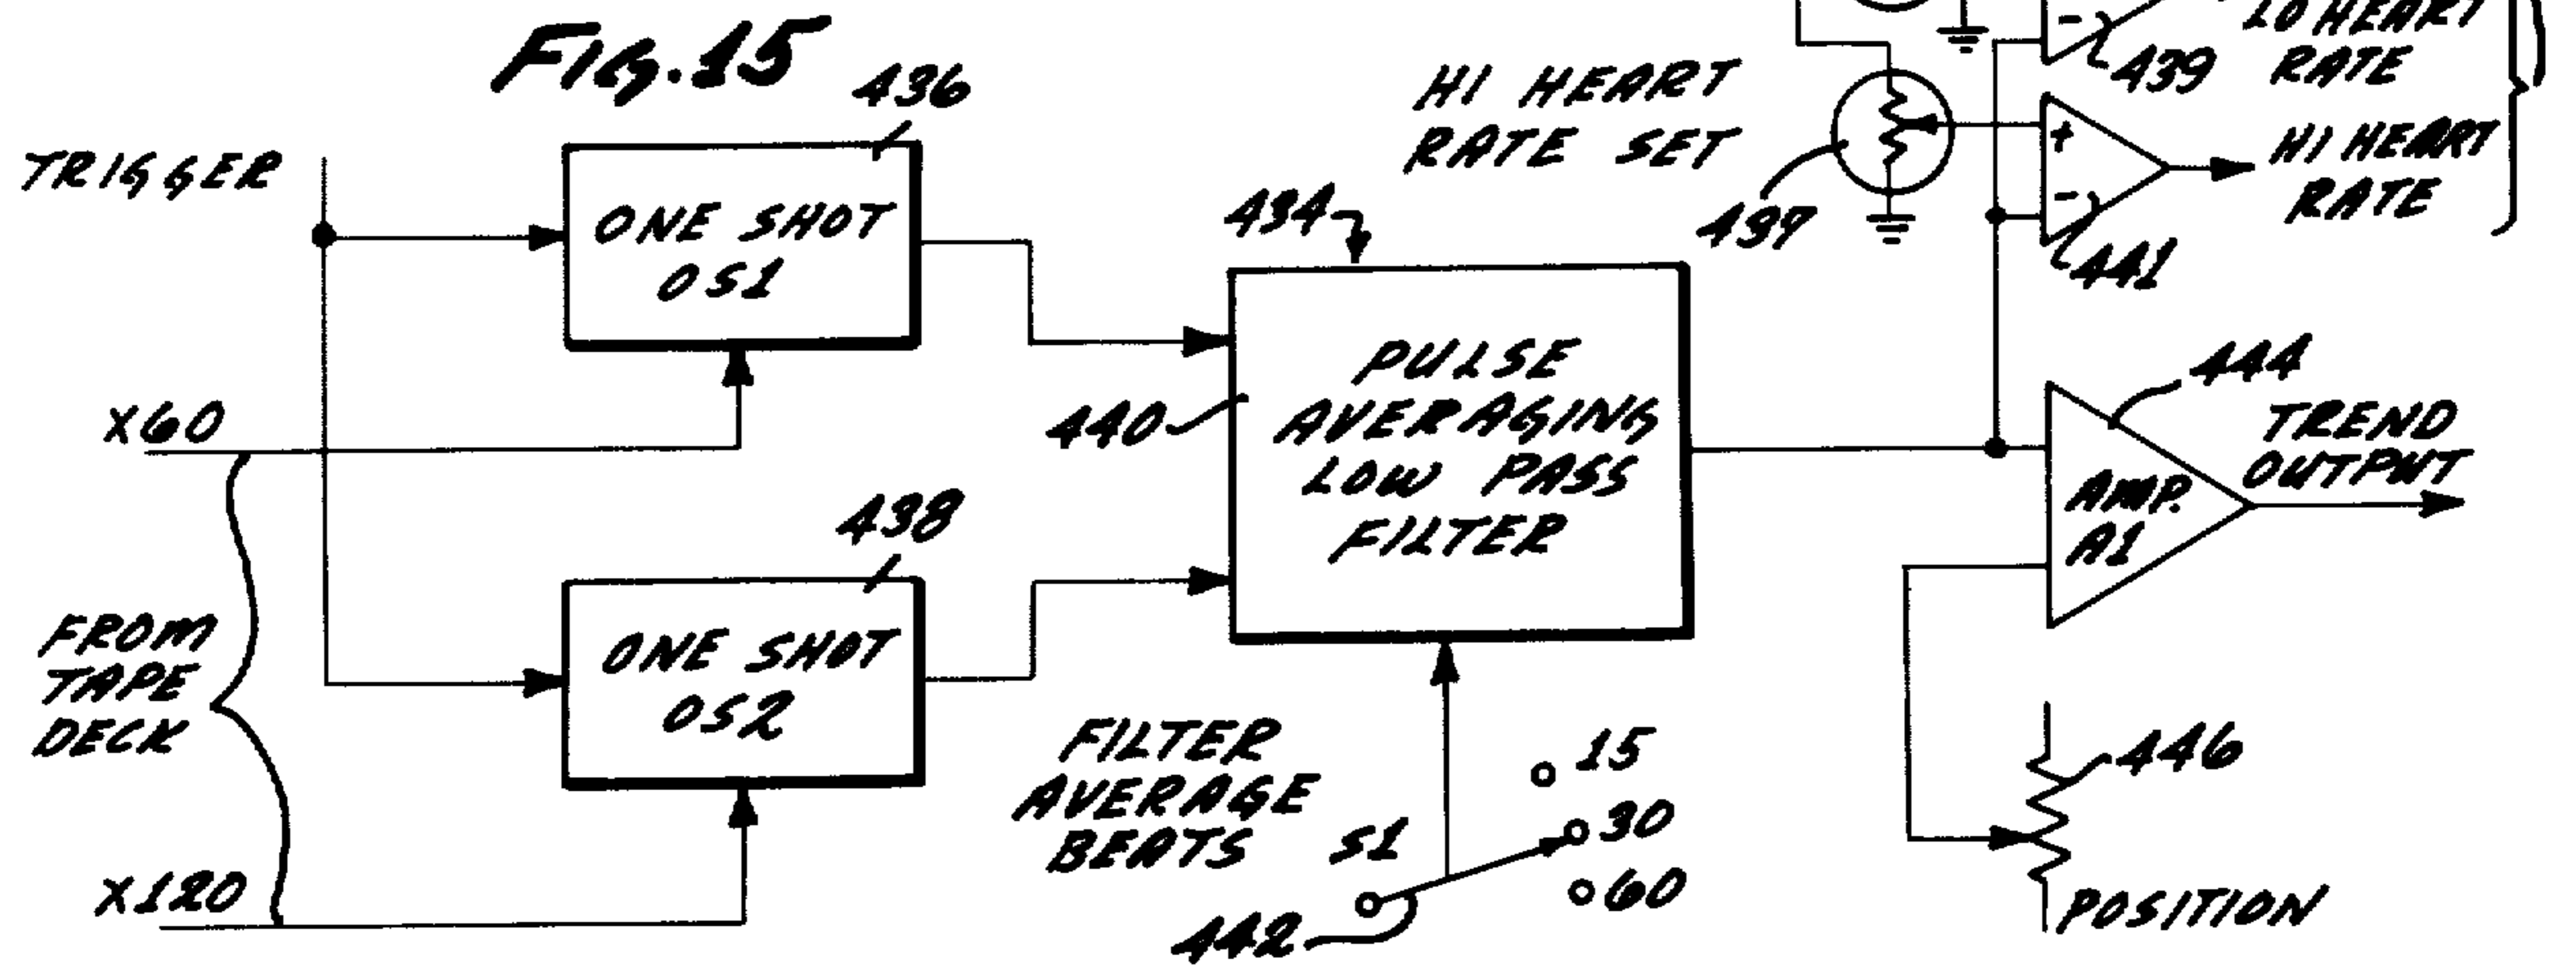 Fig. 15
436
TRIGGER
ONE SHOT
OS1
X60
438
FROM
TAPE
DECK
ONE SHOT
OS2
X120
434
440
PULSE
AVERAGING
LOW PASS
FILTER
FILTER
AVERAGE
BEATS
S1
15
30
60
442
HI HEART
RATE SET
437
-
439
LO HEART
RATE
+
-
441
HI HEART
RATE
444
AMP.
A1
TREND
OUTPUT
446
POSITION